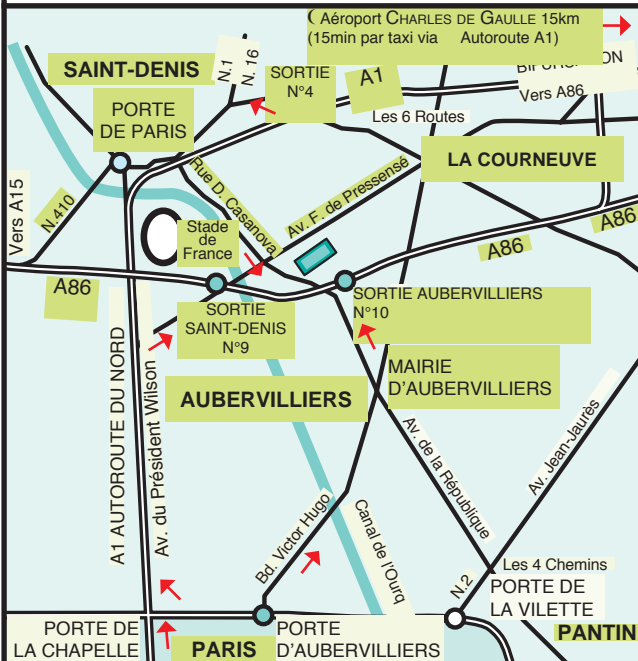 ( Aéroport CHARLES DE GAULLE 15km
(15min par taxi via Autoroute A1)
N.1
N. 16
SAINT-DENIS
SORTIE
N°4
A1
Vers A86
PORTE
DE PARIS
Les 6 Routes
LA COURNEUVE
Rue D. Casanova
Av. F. de Pressensé
Vers A15
N.410
Stade
de
France
A86
A86
A86
SORTIE
SAINT-DENIS
N°9
SORTIE AUBERVILLIERS
N°10
MAIRIE
D'AUBERVILLIERS
AUBERVILLIERS
A1 AUTOROUTE DU NORD
Av. du Président Wilson
Av. de la République
Av. Jean-Jaurès
Bd. Victor Hugo
Canal de l'Ourq
Les 4 Chemins
N.2
PORTE DE
LA VILETTE
PANTIN
PORTE DE
LA CHAPELLE
PARIS
PORTE
D'AUBERVILLIERS